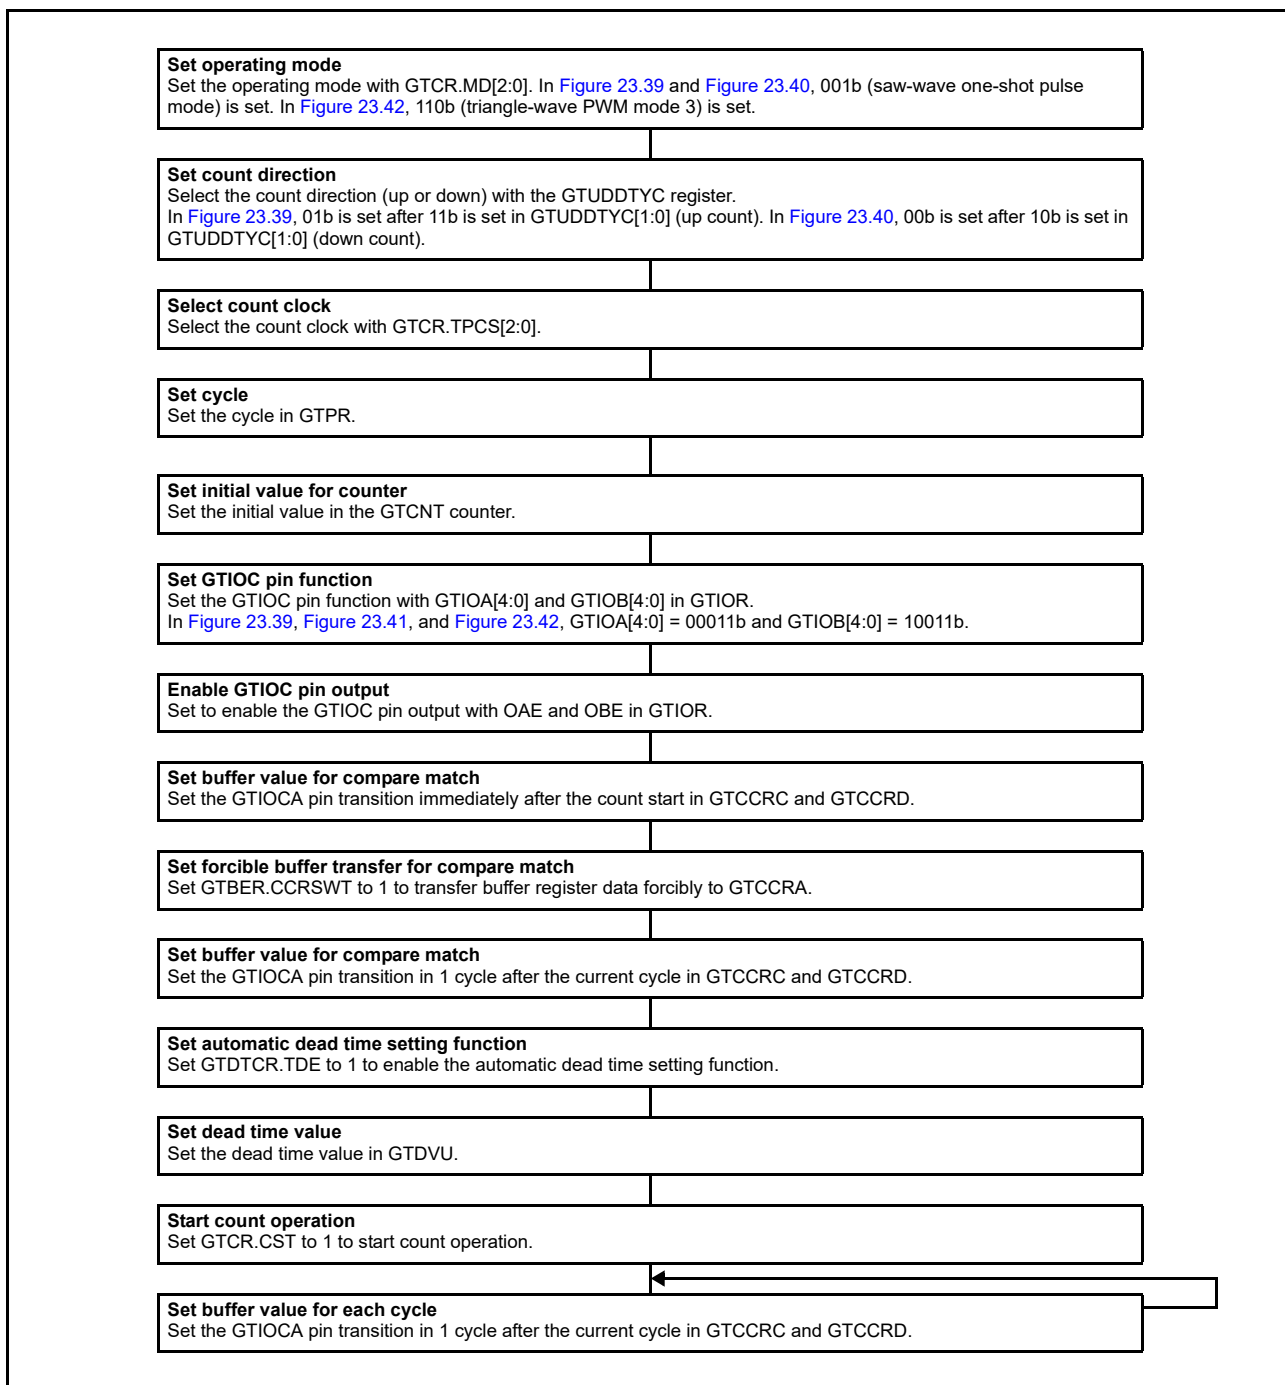 Set operating mode
Set the operating mode with GTCR.MD[2:0]. In Figure 23.39 and Figure 23.40, 001b (saw-wave one-shot pulse
mode) is set. In Figure 23.42, 110b (triangle-wave PWM mode 3) is set.
Set count direction
Select the count direction (up or down) with the GTUDDTYC register.
In Figure 23.39, 01b is set after 11b is set in GTUDDTYC[1:0] (up count). In Figure 23.40, 00b is set after 10b is set in
GTUDDTYC[1:0] (down count).
Select count clock
Select the count clock with GTCR.TPCS[2:0].
Set cycle
Set the cycle in GTPR.
Set initial value for counter
Set the initial value in the GTCNT counter.
Set GTIOC pin function
Set the GTIOC pin function with GTIOA[4:0] and GTIOB[4:0] in GTIOR.
In Figure 23.39, Figure 23.41, and Figure 23.42, GTIOA[4:0] = 00011b and GTIOB[4:0] = 10011b.
Enable GTIOC pin output
Set to enable the GTIOC pin output with OAE and OBE in GTIOR.
Set buffer value for compare match
Set the GTIOCA pin transition immediately after the count start in GTCCRC and GTCCRD.
Set forcible buffer transfer for compare match
Set GTBER.CCRSWT to 1 to transfer buffer register data forcibly to GTCCRA.
Set buffer value for compare match
Set the GTIOCA pin transition in 1 cycle after the current cycle in GTCCRC and GTCCRD.
Set automatic dead time setting function
Set GTDTCR.TDE to 1 to enable the automatic dead time setting function.
Set dead time value
Set the dead time value in GTDVU.
Start count operation
Set GTCR.CST to 1 to start count operation.
Set buffer value for each cycle
Set the GTIOCA pin transition in 1 cycle after the current cycle in GTCCRC and GTCCRD.